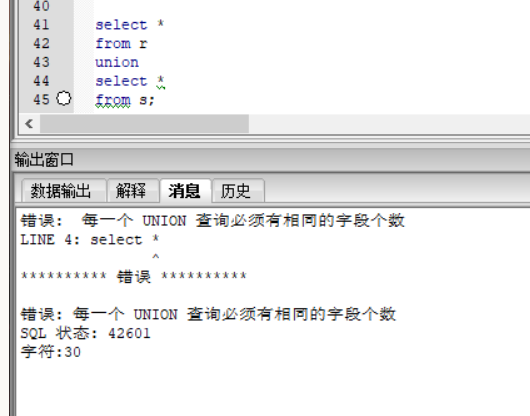 40
41 select *
42 from r
43 union
44 select *
45 from s;
输出窗口
数据输出 解释 消息 历史
错误:  每一个 UNION 查询必须有相同的字段个数
LINE 4: select *
^
********** 错误 **********
错误: 每一个 UNION 查询必须有相同的字段个数
SQL 状态: 42601
字符:30